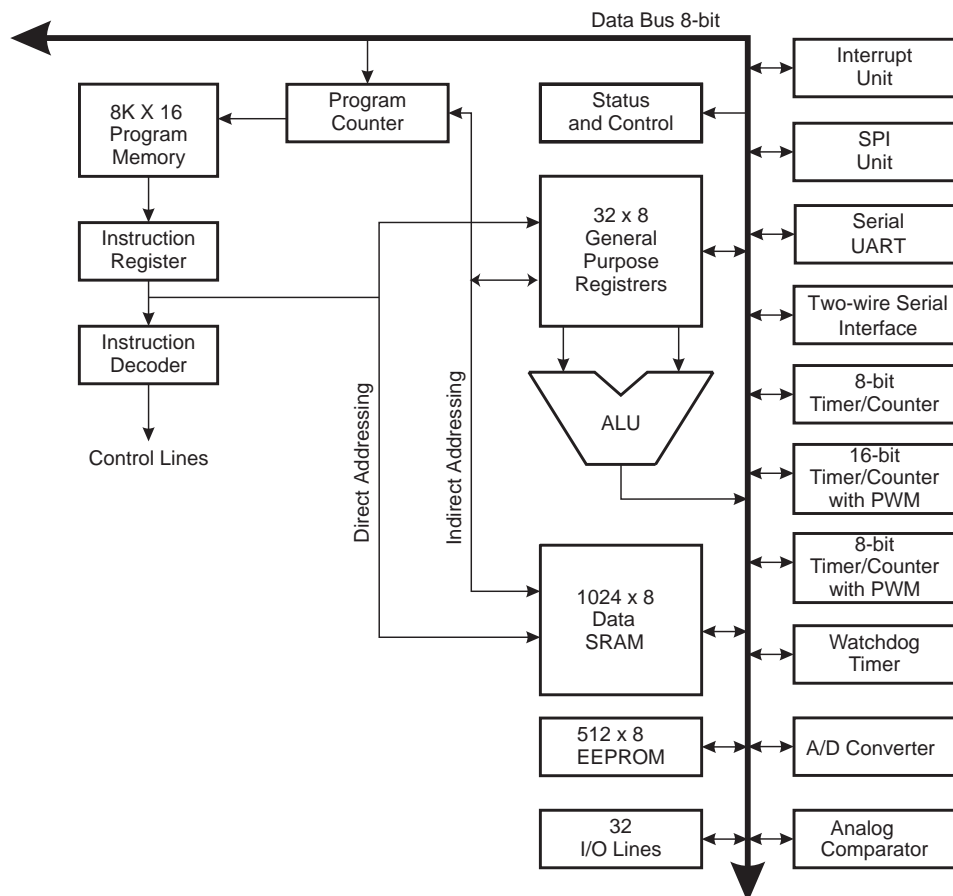 Data Bus 8-bit
8K X 16
Program
Memory
Program
Counter
Status
and Control
Interrupt
Unit
SPI
Unit
Instruction
Register
32 x 8
General
Purpose
Registrers
Serial
UART
Two-wire Serial
Interface
Instruction
Decoder
8-bit
Timer/Counter
ALU
Control Lines
Direct Addressing
Indirect Addressing
16-bit
Timer/Counter
with PWM
8-bit
Timer/Counter
with PWM
1024 x 8
Data
SRAM
Watchdog
Timer
512 x 8
EEPROM
A/D Converter
32
I/O Lines
Analog
Comparator